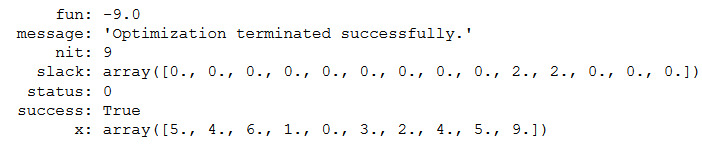 fun: -9.0
message: 'Optimization terminated successfully.'
nit: 9
slack: array([0., 0., 0., 0., 0., 0., 0., 0., 0., 2., 2., 0., 0., 0.])
status: 0
success: True
x: array([5., 4., 6., 1., 0., 3., 2., 4., 5., 9.])